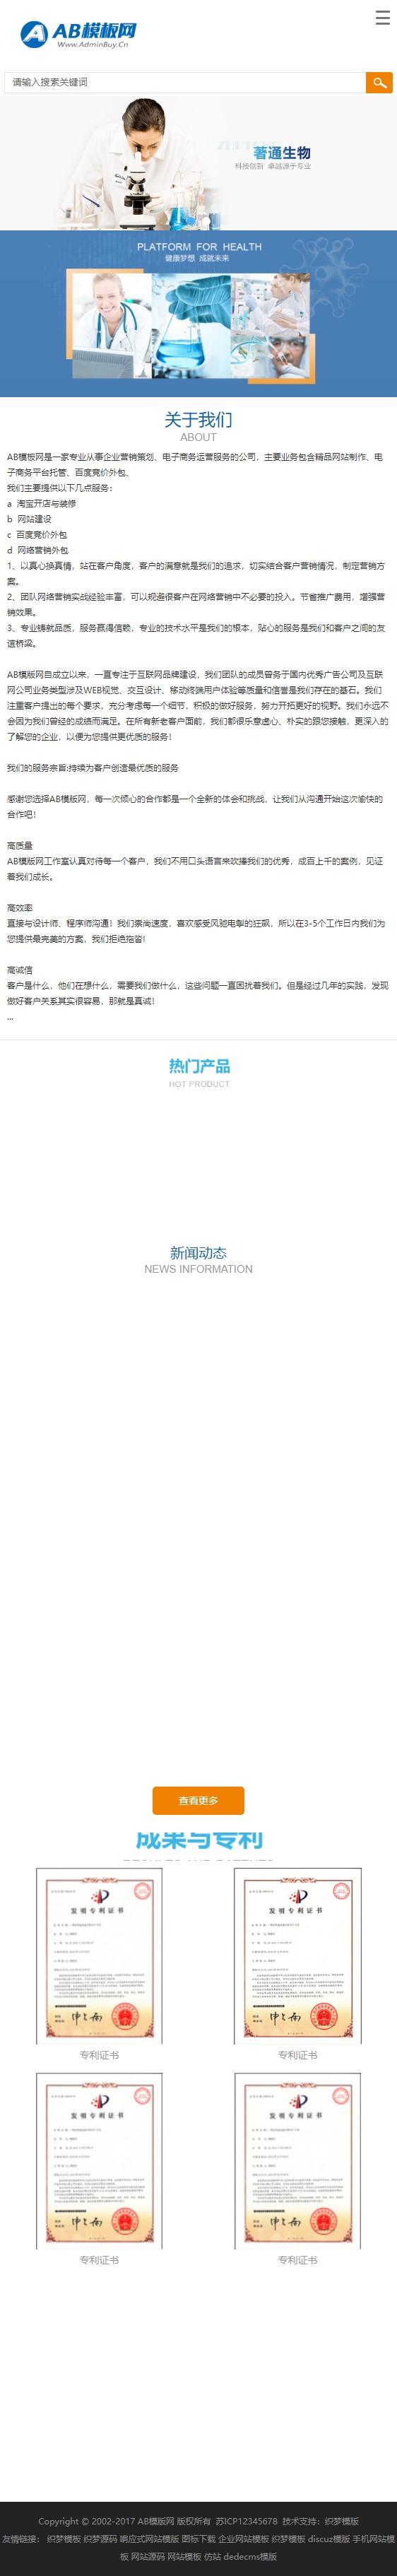 AB模板网
Www.AdminBuy.Cn
请输入搜索关键词
著通生物
科技创新 卓越源于专业
PLATFORM FOR HEALTH
健康梦想 成就未来
关于我们
ABOUT
AB模板网是一家专业从事企业营销策划、电子商务运营服务的公司，主要业务包含精品网站制作、电
子商务平台托管、百度竞价外包、
我们主要提供以下几点服务：
a 淘宝开店与装修
b 网站建设
c 百度竞价外包
d 网络营销外包
1、以真心换真情，站在客户角度，客户的满意就是我们的追求，切实结合客户营销情况，制定营销方
案。
2、团队网络营销实战经验丰富，可以规避很客户在网络营销中不必要的投入。节省推广费用，增强营
销效果。
3、专业铸就品质，服务赢得信赖，专业的技术水平是我们的根本，贴心的服务是我们和客户之间的友
谊桥梁。
AB模版网自成立以来，一直专注于互联网品牌建设，我们团队的成员曾务于国内优秀广告公司及互联
网公司业务类型涉及WEB视觉、交互设计、移动终端用户体验等质量和信誉是我们存在的基石。我们
注重客户提出的每个要求，充分考虑每一个细节，积极的做好服务，努力开拓更好的视野。我们永远不
会因为我们曾经的成绩而满足。在所有新老客户面前，我们都很乐意虚心、朴实的跟您接触，更深入的
了解您的企业，以便为您提供更优质的服务！
我们的服务宗旨:持续为客户创造最优质的服务
感谢您选择AB模版网，每一次倾心的合作都是一个全新的体会和挑战，让我们从沟通开始这次愉快的
合作吧！
高质量
AB模版网工作室认真对待每一个客户，我们不用口头语言来吹捧我们的优秀，成百上千的案例，见证
着我们成长。
高效率
直接与设计师、程序师沟通！我们崇尚速度，喜欢感受风驰电掣的狂飙，所以在3-5个工作日内我们为
您提供最完美的方案，我们拒绝拖沓！
高诚信
客户是什么，他们在想什么，需要我们做什么，这些问题一直困扰着我们。但是经过几年的实践，发现
做好客户关系其实很容易，那就是真诚！
...
热门产品
HOT PRODUCT
新闻动态
NEWS INFORMATION
查看更多
成果与专利
发明专利证书
发明专利证书
专利证书
专利证书
发明专利证书
发明专利证书
专利证书
专利证书
Copyright © 2002-2017 AB模版网 版权所有 苏ICP12345678 技术支持：织梦模版
友情链接： 织梦模板 织梦源码 响应式网站模版 图标下载 企业网站模板 织梦模板 discuz模版 手机网站模
板 网站源码 网站模板 仿站 dedecms模版